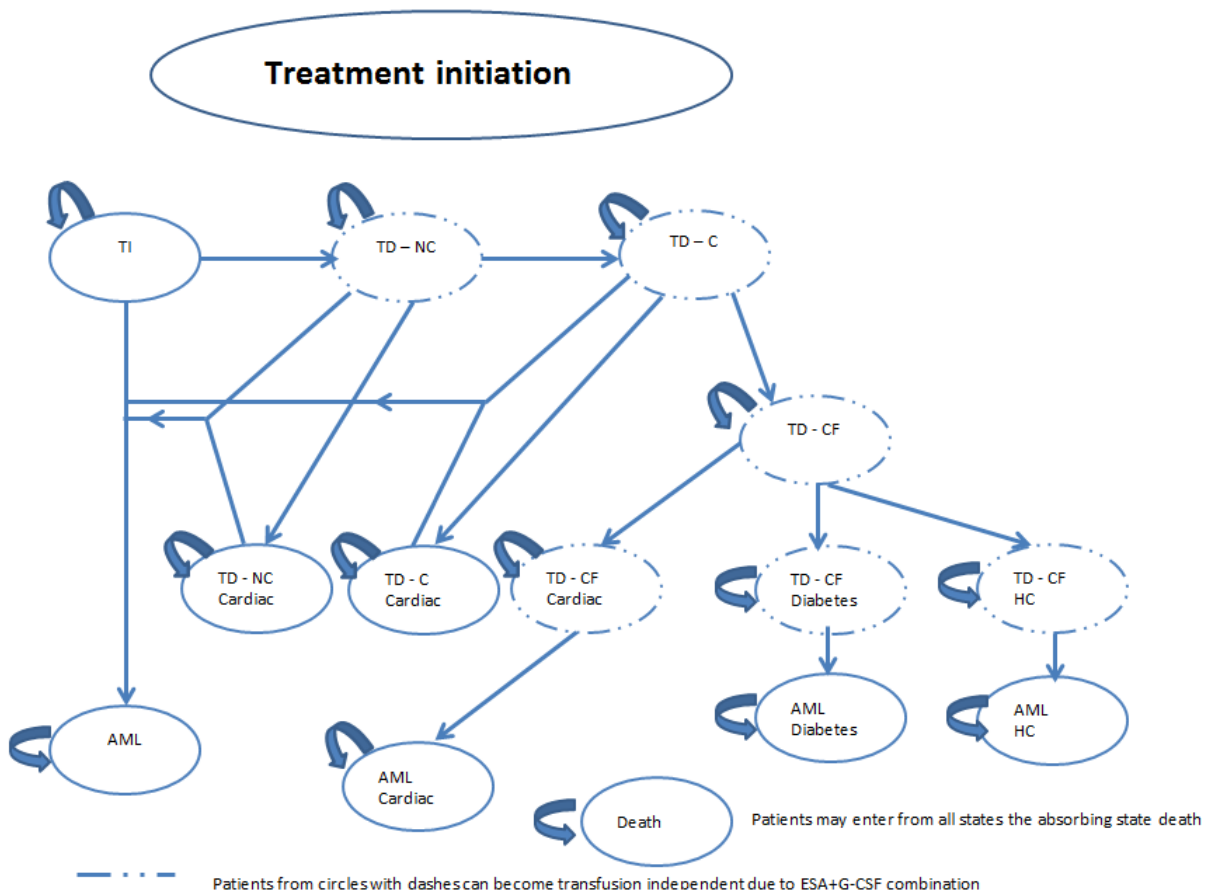 Treatment initiation
TI
TD – NC
TD – C
TD - CF
TD - NC
Cardiac
TD - C
Cardiac
TD - CF
Cardiac
TD - CF
Diabetes
TD - CF
HC
AML
AML
Cardiac
AML
Diabetes
AML
HC
Death
Patients may enter from all states the absorbing state death
Patients from circles with dashes can become transfusion independent due to ESA+G-CSF combination